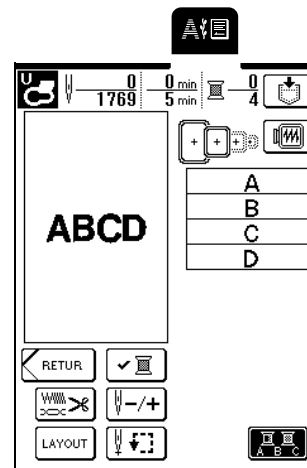 A
U 0 0 min 0
1769 5 min 4
A
B
ABCD
C
D
RETUR
-/+
LAYOUT
A B C